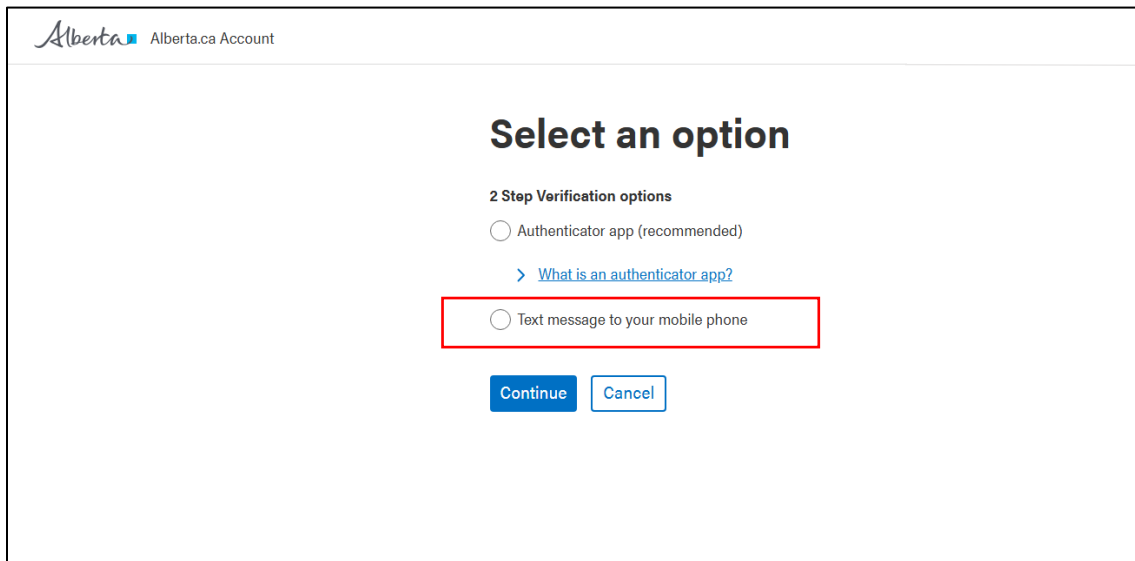 Alberta Alberta.ca Account
Select an option
2 Step Verification options
Authenticator app (recommended)
What is an authenticator app?
Text message to your mobile phone
Continue Cancel